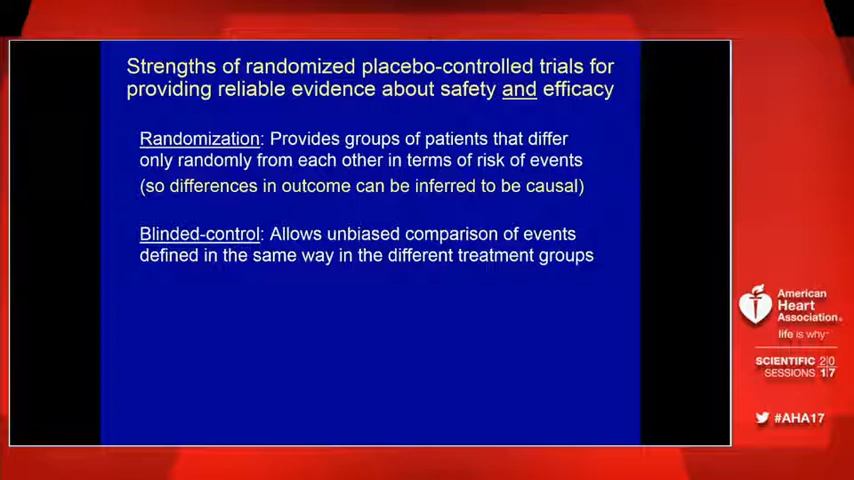 Strengths of randomized placebo-controlled trials for
providing reliable evidence about safety and efficacy
Randomization: Provides groups of patients that differ
only randomly from each other in terms of risk of events
(so differences in outcome can be inferred to be causal)
Blinded-control: Allows unbiased comparison of events
defined in the same way in the different treatment groups
American
Heart
Association®
life is why™
SCIENTIFIC 20
SESSIONS 17
#AHA17